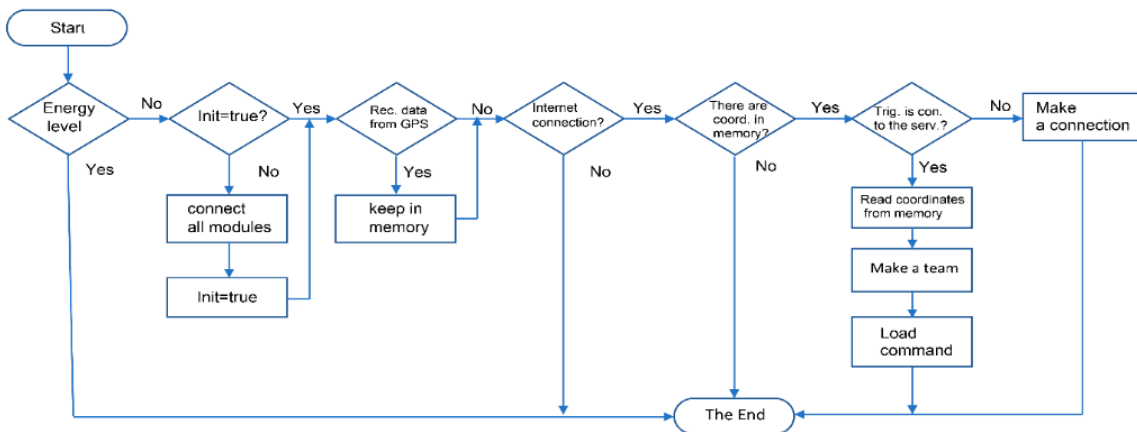 Start
Energy
level
No
Init=true?
Yes
Rec. data
from GPS
No
Internet
connection?
Yes
There are
coord. in
memory?
Yes
Trig. is con.
to the serv.?
No
Make
a connection
Yes
No
connect
all modules
Init=true
Yes
keep in
memory
No
No
Yes
Read coordinates
from memory
Make a team
Load
command
The End